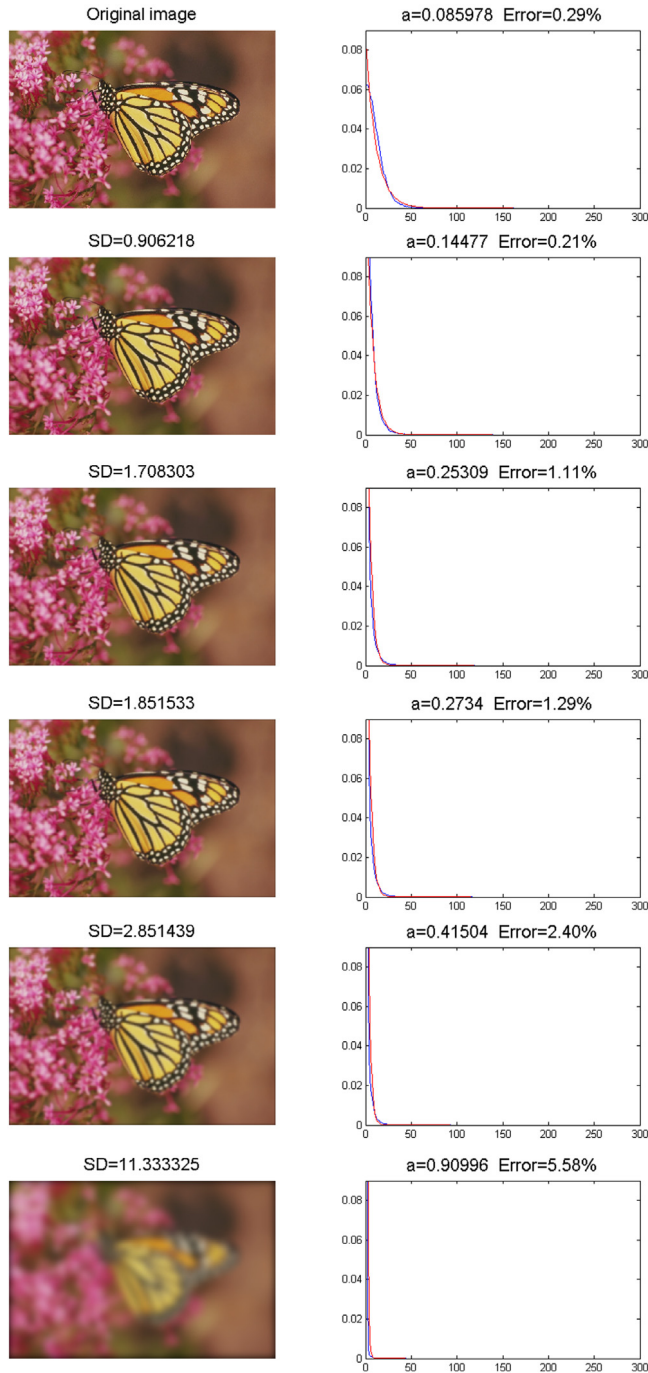 Original image
a=0.085978 Error=0.29%
0.08
0.06
0.04
0.02
0
0 50 100 150 200 250 300
SD=0.906218
a=0.14477 Error=0.21%
0.08
0.06
0.04
0.02
0
0 50 100 150 200 250 300
SD=1.708303
a=0.25309 Error=1.11%
0.08
0.06
0.04
0.02
0
0 50 100 150 200 250 300
SD=1.851533
a=0.2734 Error=1.29%
0.08
0.06
0.04
0.02
0
0 50 100 150 200 250 300
SD=2.851439
a=0.41504 Error=2.40%
0.08
0.06
0.04
0.02
0
0 50 100 150 200 250 300
SD=11.333325
a=0.90996 Error=5.58%
0.08
0.06
0.04
0.02
0
0 50 100 150 200 250 300